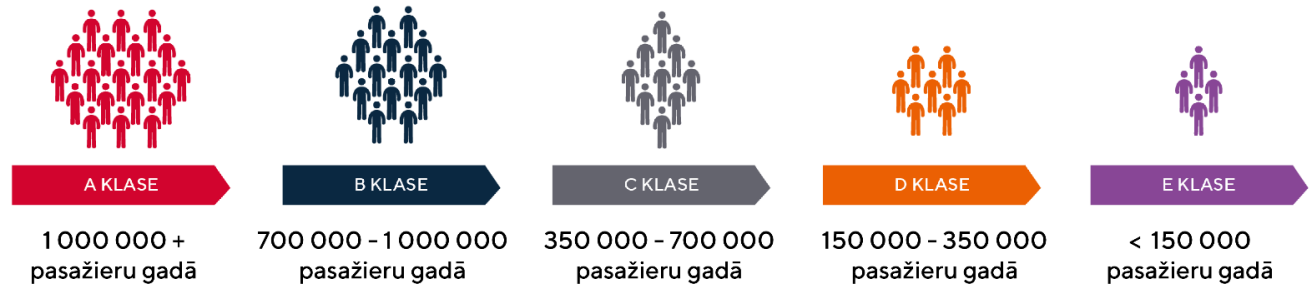 A KLASE
1 000 000 +
pasažieru gadā
B KLASE
700 000 - 1 000 000
pasažieru gadā
C KLASE
350 000 - 700 000
pasažieru gadā
D KLASE
150 000 - 350 000
pasažieru gadā
E KLASE
< 150 000
pasažieru gadā